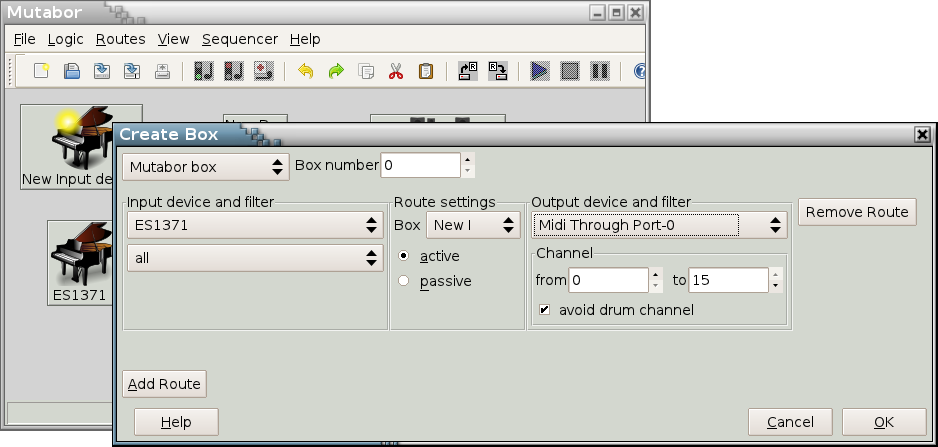 Mutabor
File Logic Routes View Sequencer Help
New Input de
ES1371
Create Box
Mutabor box Box number 0
Input device and filter
ES1371
all
Route settings
Box New I
active
passive
Output device and filter
Midi Through Port-0
Channel
from 0 to 15
avoid drum channel
Remove Route
Add Route
Help Cancel OK